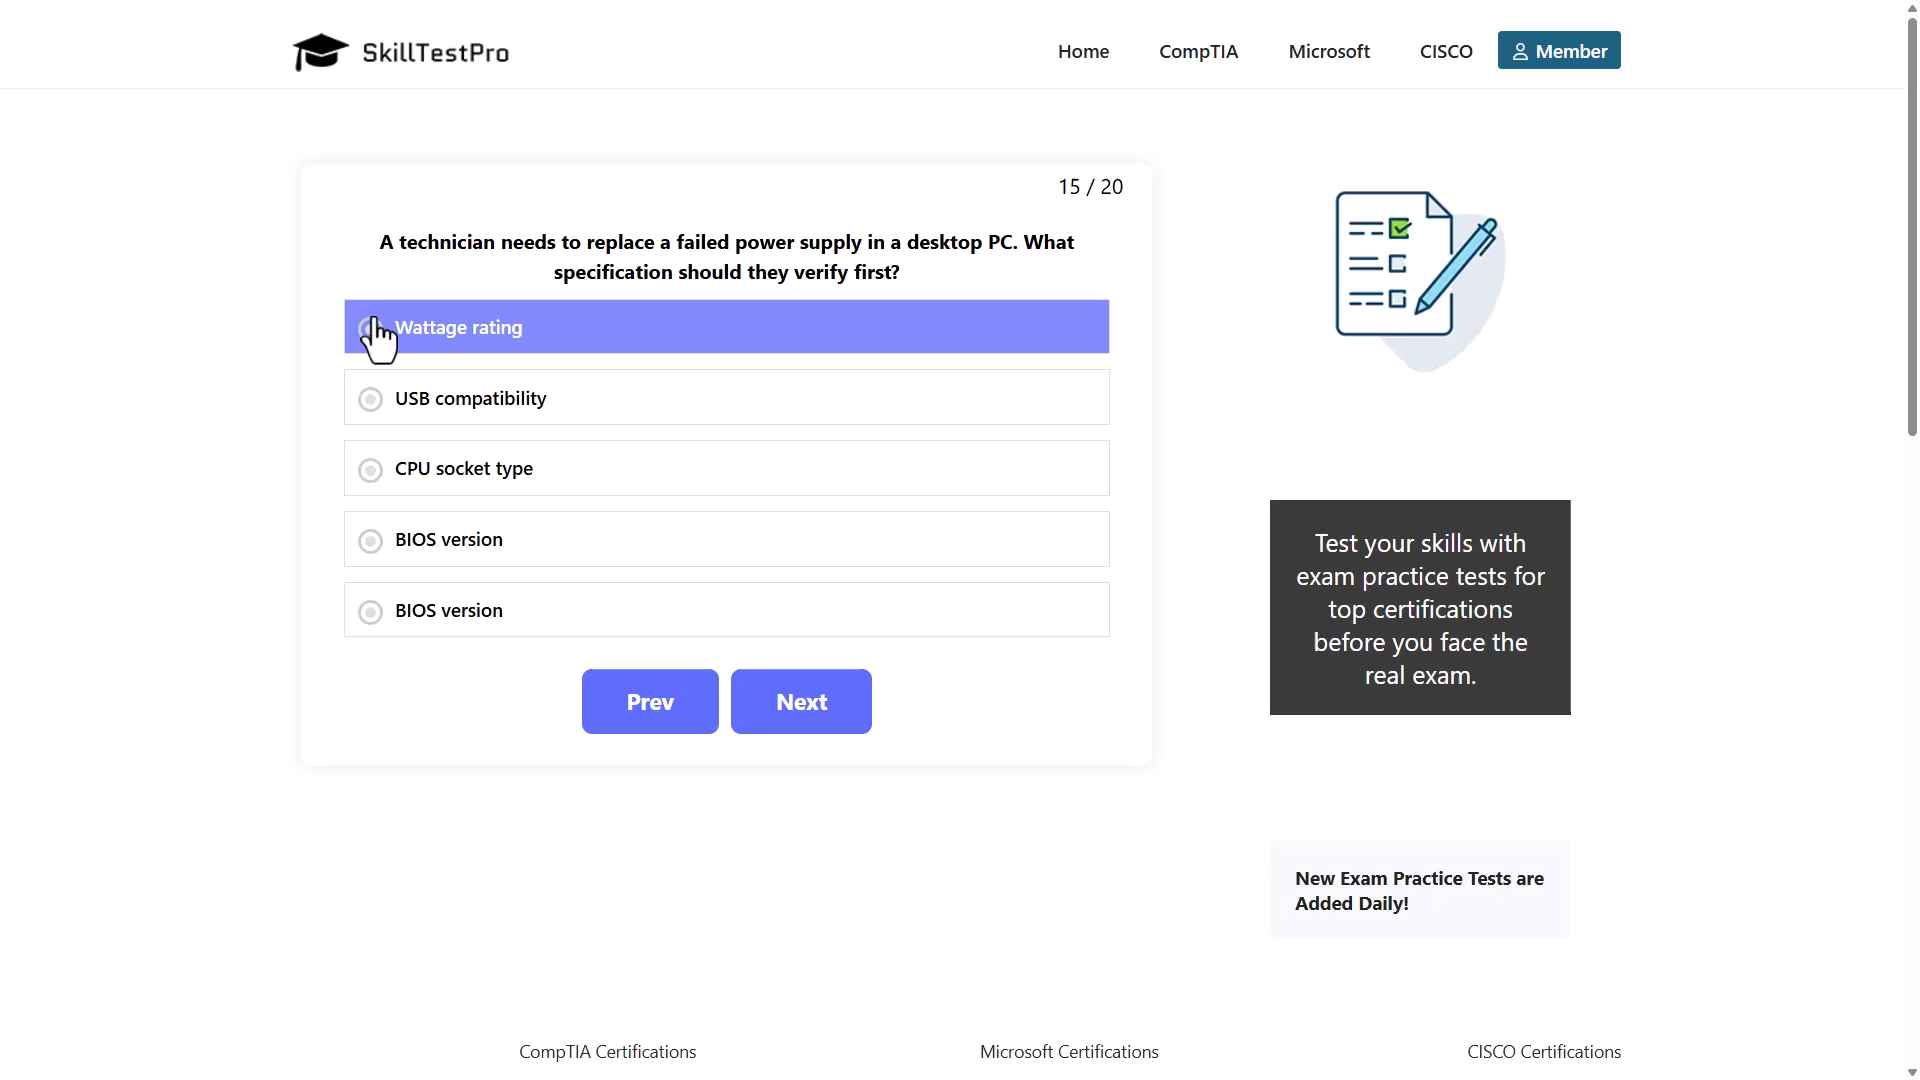 SkillTestPro
Home
CompTIA
Microsoft
CISCO
Member
15 / 20
A technician needs to replace a failed power supply in a desktop PC. What
specification should they verify first?
Wattage rating
USB compatibility
CPU socket type
BIOS version
BIOS version
Prev
Next
Test your skills with
exam practice tests for
top certifications
before you face the
real exam.
New Exam Practice Tests are
Added Daily!
CompTIA Certifications
Microsoft Certifications
CISCO Certifications